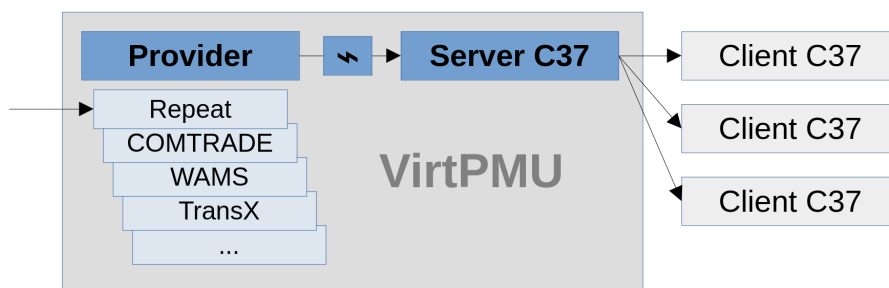 Provider
Server C37
Client C37
Repeat
COMTRADE
Client C37
WAMS
VirtPMU
TransX
Client C37
...